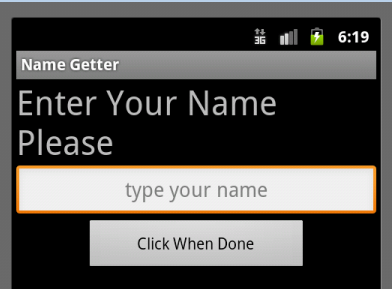 3G
6:19
Name Getter
Enter Your Name
Please
type your name
Click When Done